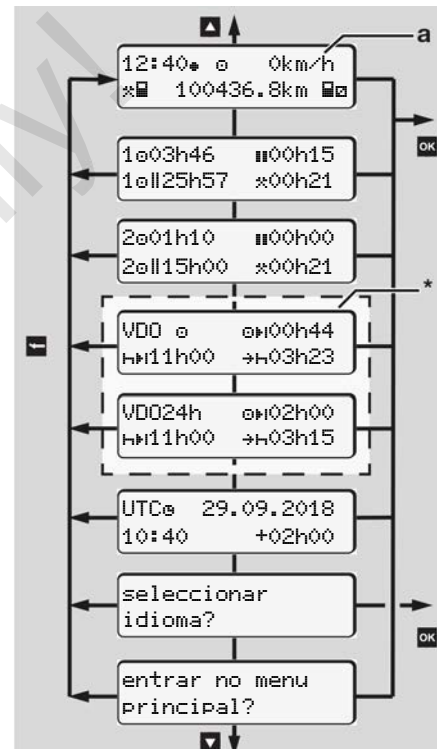 a
12:40● ⊙ 0km/h
100436.8km
OK
1⊙03h46 00h15
1⊙||25h57 00h21
2⊙01h10 00h00
2⊙||15h00 00h21
*
VDO ⊙ 00h44
11h00 03h23
VDO24h 02h00
11h00 03h15
UTC 29.09.2018
10:40 +02h00
seleccionar
idioma?
OK
entrar no menu
principal?